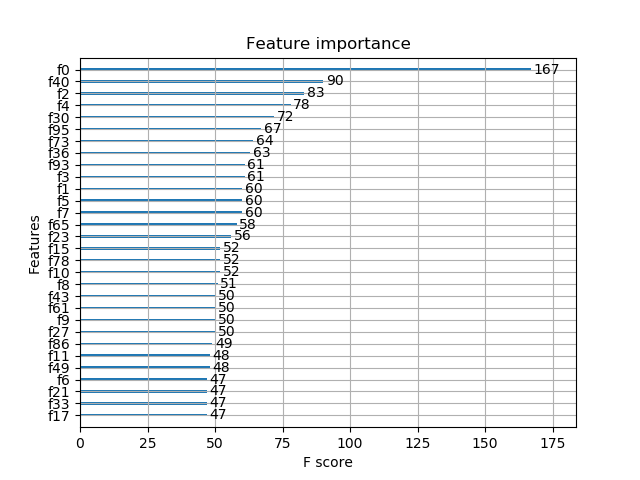 Feature importance
f0 167
f40 90
f2 83
f4 78
f30 72
f95 67
f73 64
f36 63
f93 61
f3 61
f1 60
f5 60
f7 60
f65 58
f23 56
f15 52
f78 52
f10 52
f8 51
f43 50
f61 50
f9 50
f27 50
f86 49
f11 48
f49 48
f6 47
f21 47
f33 47
f17 47
Features
0 25 50 75 100 125 150 175
F score